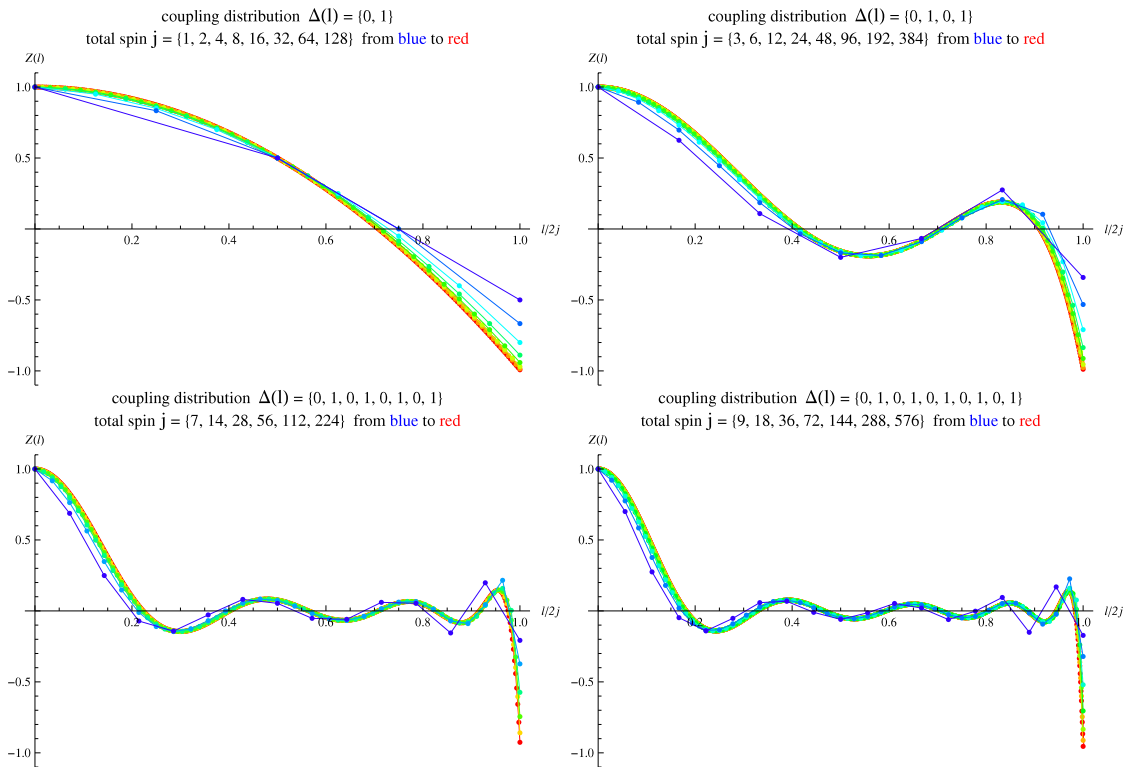 coupling distribution Δ(l) = {0, 1}
total spin j = {1, 2, 4, 8, 16, 32, 64, 128} from blue to red
Z(l)
1.0
0.5
-0.5
-1.0
0.2
0.4
0.6
0.8
1.0
l/2j
coupling distribution Δ(l) = {0, 1, 0, 1}
total spin j = {3, 6, 12, 24, 48, 96, 192, 384} from blue to red
Z(l)
1.0
0.5
-0.5
-1.0
0.2
0.4
0.6
0.8
1.0
l/2j
coupling distribution Δ(l) = {0, 1, 0, 1, 0, 1, 0, 1}
total spin j = {7, 14, 28, 56, 112, 224} from blue to red
Z(l)
1.0
0.5
-0.5
-1.0
0.2
0.4
0.6
0.8
1.0
l/2j
coupling distribution Δ(l) = {0, 1, 0, 1, 0, 1, 0, 1, 0, 1}
total spin j = {9, 18, 36, 72, 144, 288, 576} from blue to red
Z(l)
1.0
0.5
-0.5
-1.0
0.2
0.4
0.6
0.8
1.0
l/2j